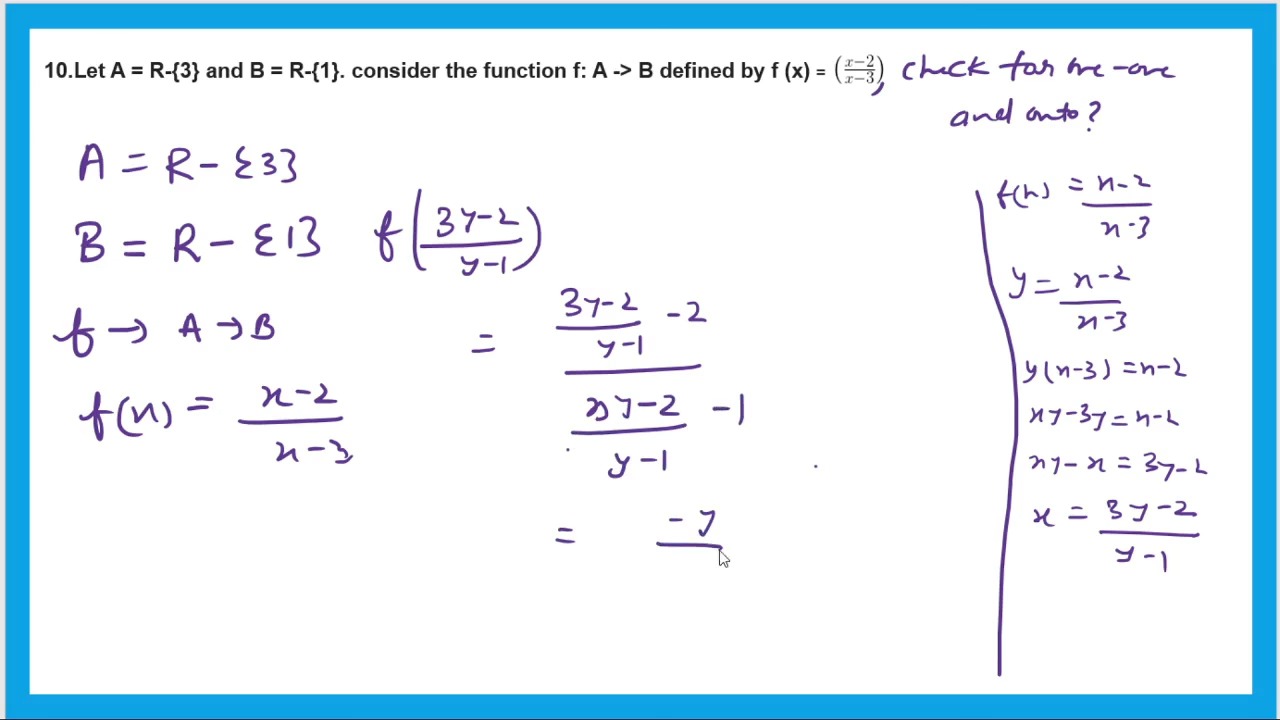 10.Let A = R-{3} and B = R-{1}. consider the function f: A -> B defined by f (x) = (x-2/x-3), check for one-one
and onto?
A = R - {3}
B = R - {1}
f → A → B
f(x) = x-2/x-3
f(3y-2/y-1)
= 3y-2/y-1 - 2
xy-2/y-1 - 1
= -y
f(x) = x-2/x-3
y = x-2/x-3
y(x-3) = x-2
xy-3y = x-2
xy - x = 3y-2
x = 3y-2/y-1